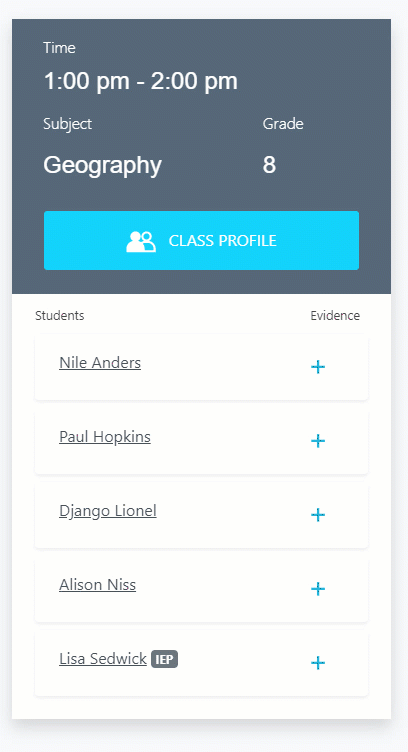 Time
1:00 pm - 2:00 pm
Subject Grade
Geography 8
CLASS PROFILE
Students Evidence
Nile Anders +
Paul Hopkins +
Django Lionel +
Alison Niss +
Lisa Sedwick IEP +